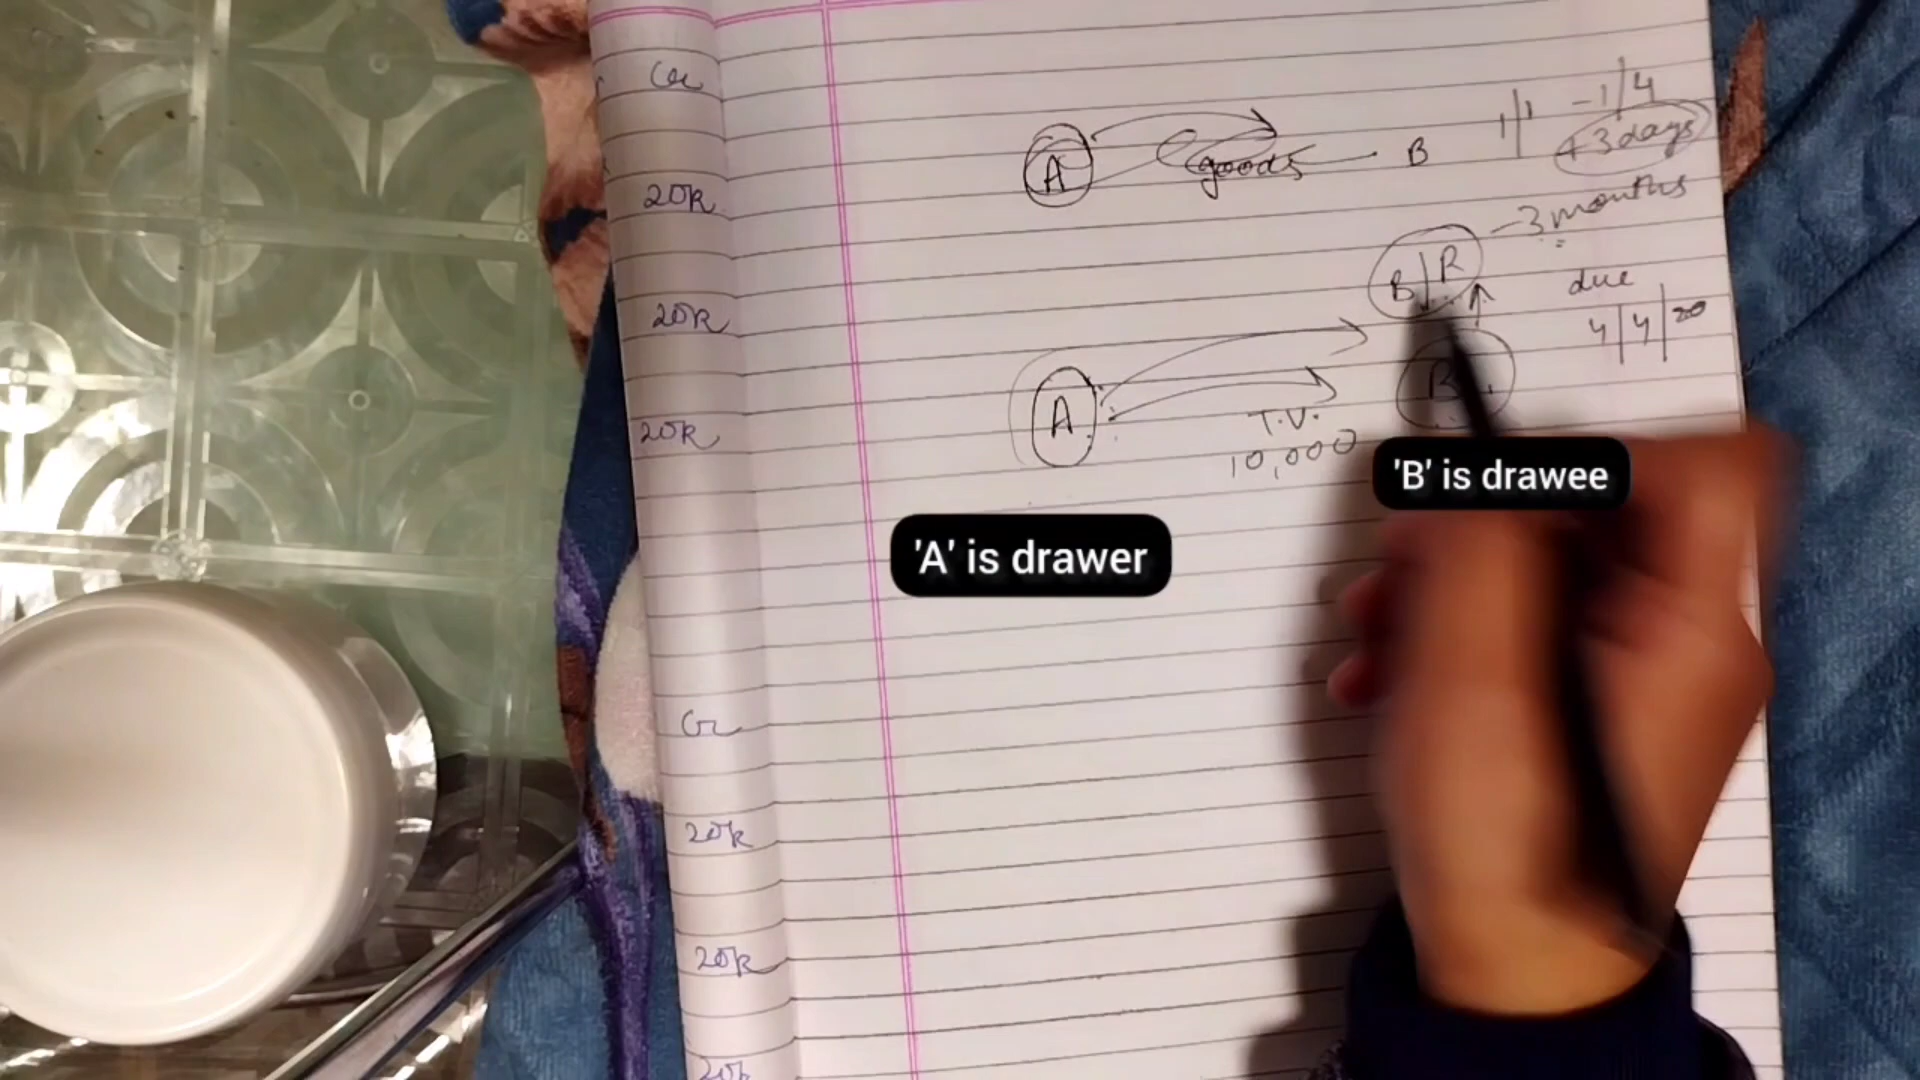 Cr
20k
20k
20k
Cr
20k
20k
20k
A goods B 1/1 - 1/4
+ 3 days
B/R - 3 months
due
4/4/20
A T.V. B
10,000
'B' is drawee
'A' is drawer